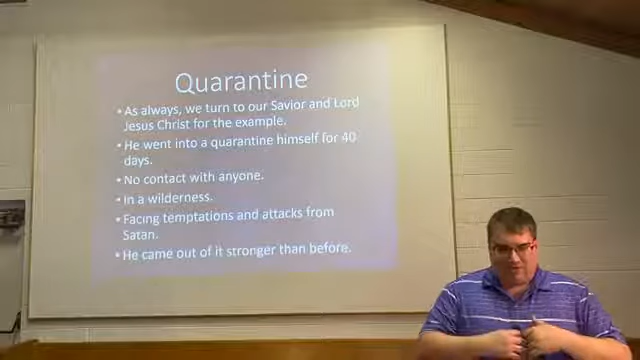 Quarantine
• As always, we turn to our Savior and Lord
Jesus Christ for the example.
• He went into a quarantine himself for 40
days.
• No contact with anyone.
• In a wilderness.
• Facing temptations and attacks from
Satan.
• He came out of it stronger than before.